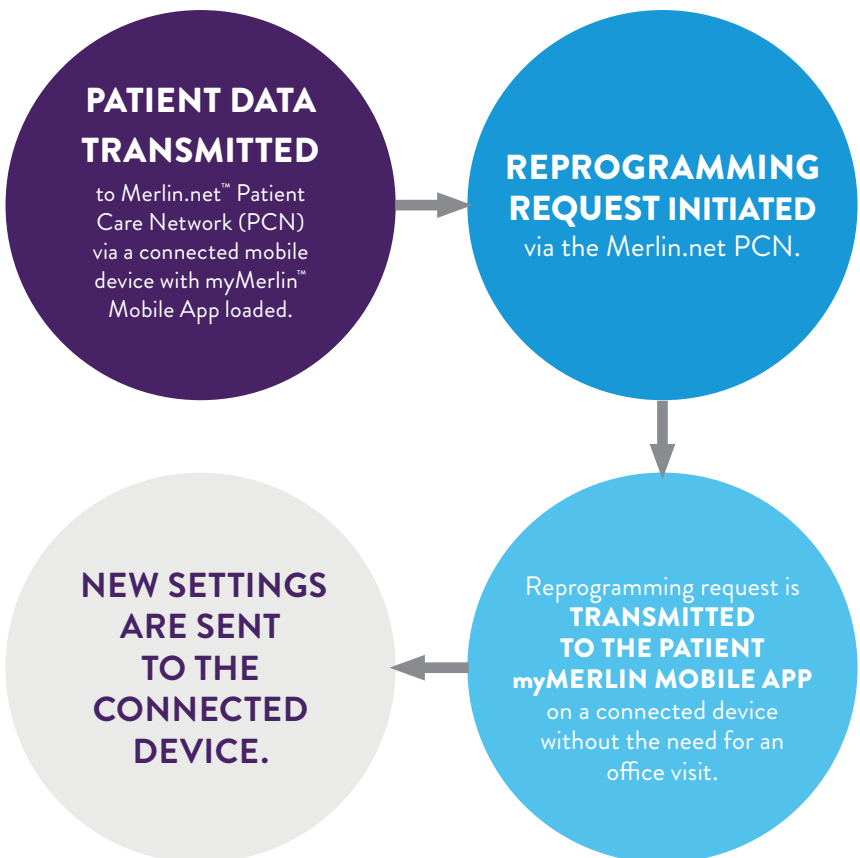 PATIENT DATA
TRANSMITTED
to Merlin.net™ Patient
Care Network (PCN)
via a connected mobile
device with myMerlin™
Mobile App loaded.
REPROGRAMMING
REQUEST INITIATED
via the Merlin.net PCN.
Reprogramming request is
TRANSMITTED
TO THE PATIENT
myMERLIN MOBILE APP
on a connected device
without the need for an
office visit.
NEW SETTINGS
ARE SENT
TO THE
CONNECTED
DEVICE.